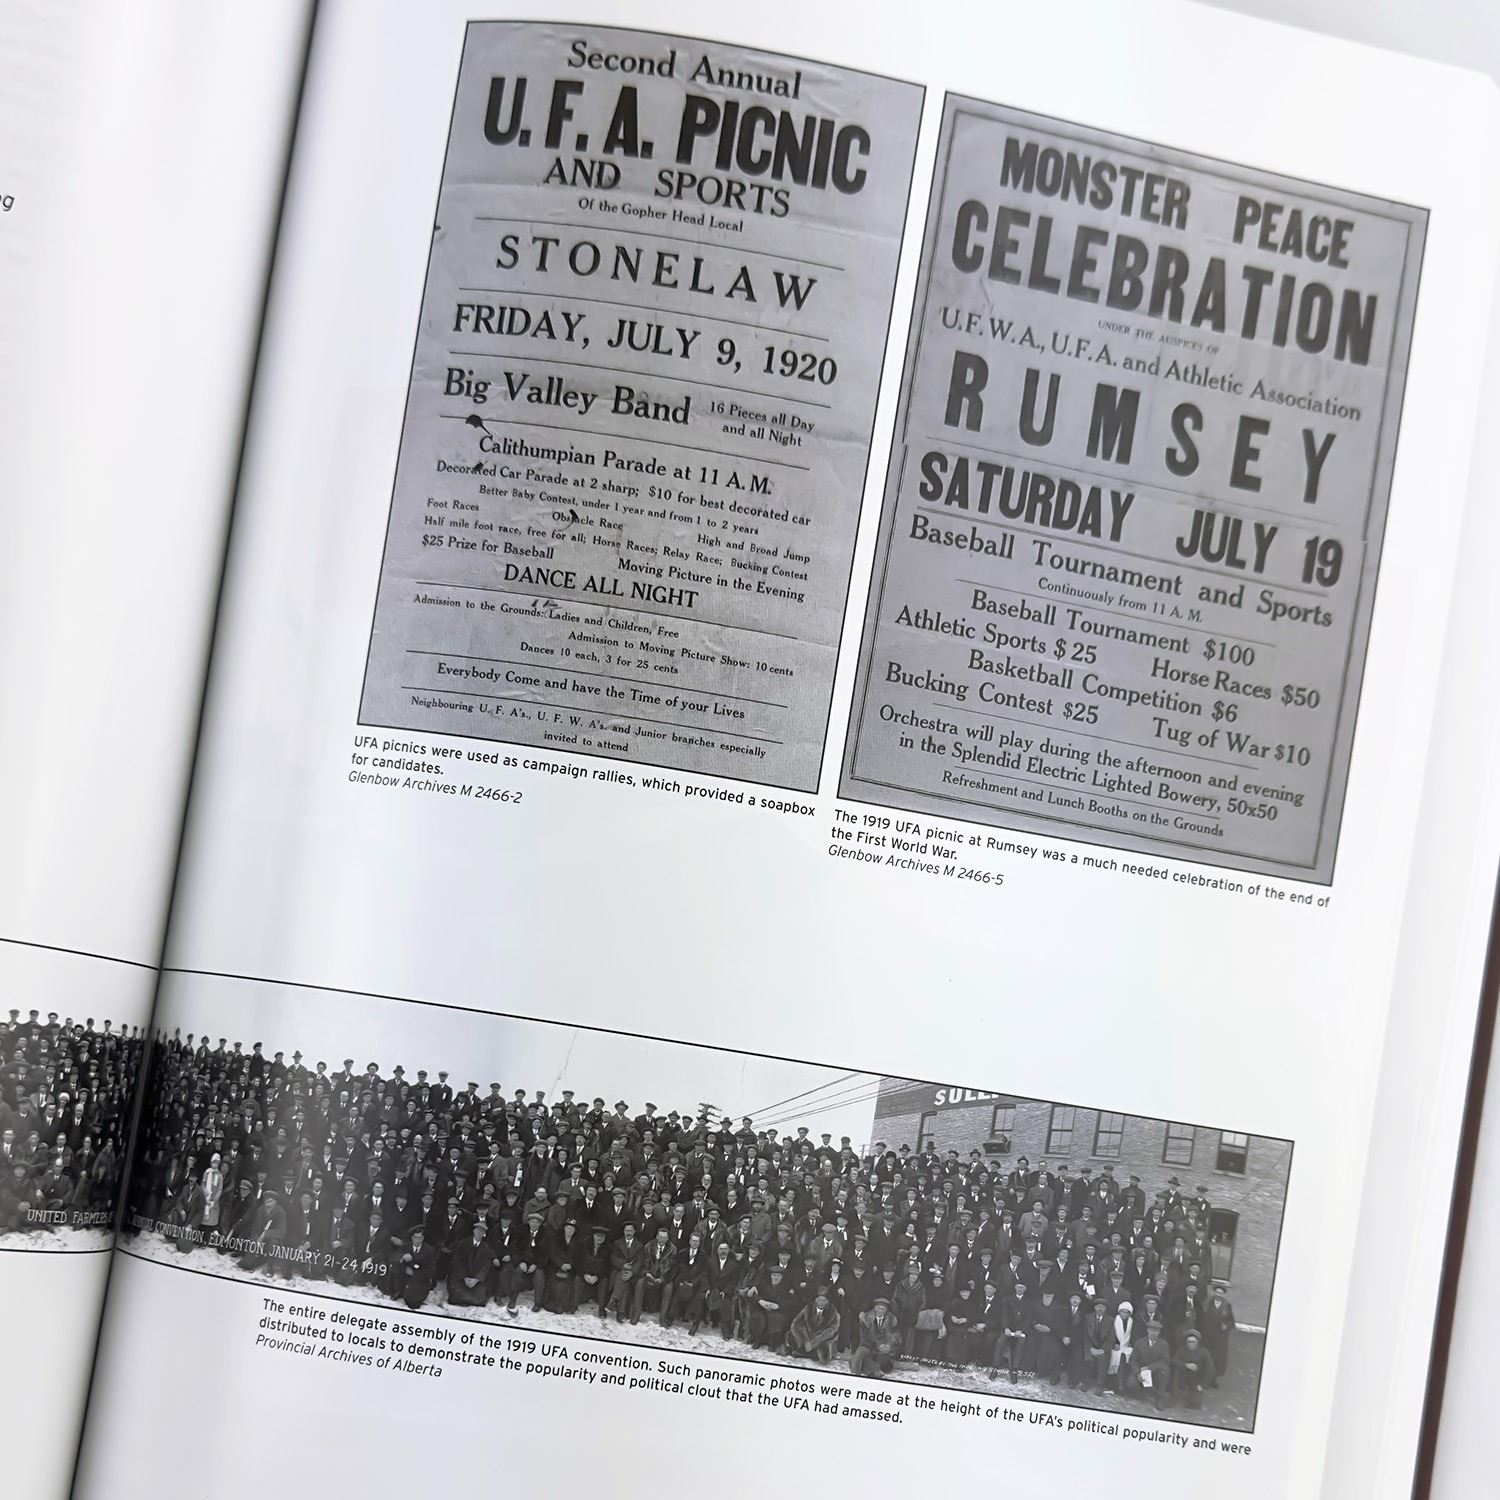 Second Annual
U.F.A. PICNIC
AND SPORTS
Of the Gopher Head Local
STONELAW
FRIDAY, JULY 9, 1920
Big Valley Band 16 Pieces all Day
and all Night
Calithumpian Parade at 11 A.M.
Decorated Car Parade at 2 sharp; $10 for best decorated car
Better Baby Contest, under 1 year and from 1 to 2 years
Foot Races Obstacle Race High and Broad Jump
Half mile foot race, free for all; Horse Races; Relay Race; Bucking Contest
$25 Prize for Baseball Moving Picture in the Evening
DANCE ALL NIGHT
Admission to the Grounds: Ladies and Children, Free
Admission to Moving Picture Show: 10 cents
Dances 10 each, 3 for 25 cents
Everybody Come and have the Time of your Lives
Neighbouring U. F. A's., U. F. W. A's. and Junior branches especially
invited to attend
UFA picnics were used as campaign rallies, which provided a soapbox
for candidates.
Glenbow Archives M 2466-2
MONSTER PEACE
CELEBRATION
UNDER THE AUSPICES OF
U.F.W.A., U.F.A. and Athletic Association
RUMSEY
SATURDAY JULY 19
Baseball Tournament and Sports
Continuously from 11 A. M.
Baseball Tournament $100
Athletic Sports $25 Horse Races $50
Basketball Competition $6
Bucking Contest $25 Tug of War $10
Orchestra will play during the afternoon and evening
in the Splendid Electric Lighted Bowery, 50x50
Refreshment and Lunch Booths on the Grounds
The 1919 UFA picnic at Rumsey was a much needed celebration of the end of
the First World War.
Glenbow Archives M 2466-5
SULL
UNITED FARMERS
CONVENTION, EDMONTON, JANUARY 21-24, 1919
The entire delegate assembly of the 1919 UFA convention. Such panoramic photos were made at the height of the UFA's political popularity and were
distributed to locals to demonstrate the popularity and political clout that the UFA had amassed.
Provincial Archives of Alberta